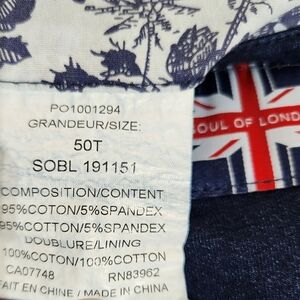 PO1001294
GRANDEUR/SIZE:
50T
SOBL 191151
COMPOSITION/CONTENT
95%COTON/5%SPANDEX
95%COTTON/5%SPANDEX
DOUBLURE/LINING
100%COTON/100%COTTON
CA07748 RN83962
FAIT EN CHINE / MADE IN CHINA
SOUL OF LOND